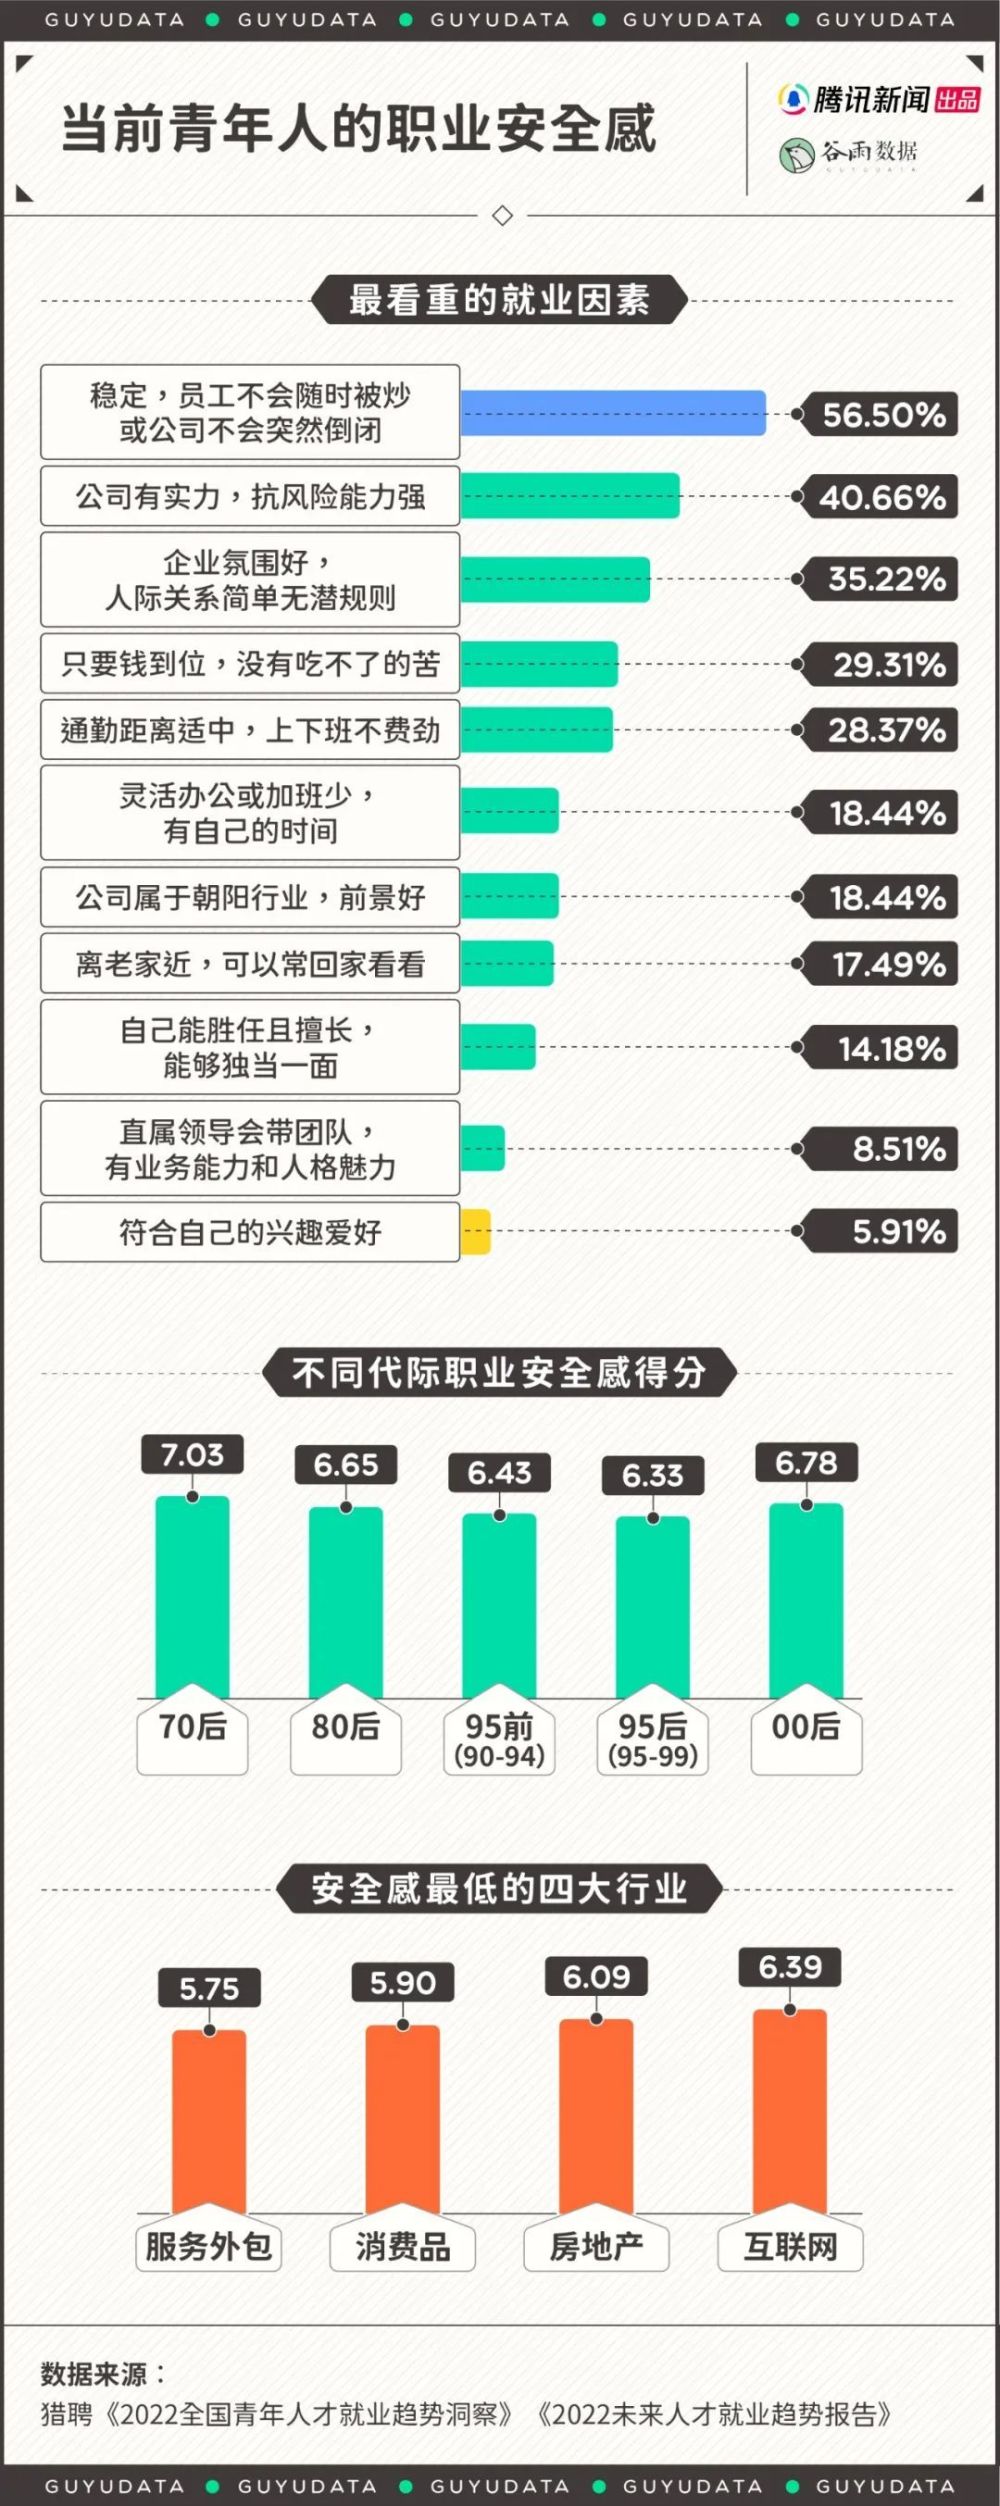 GUYUDATA ● GUYUDATA ● GUYUDATA ● GUYUDATA ● GUYUDATA
当前青年人的职业安全感
腾讯新闻 出品
谷雨数据
GUYUDATA
最看重的就业因素
稳定，员工不会随时被炒
或公司不会突然倒闭
56.50%
公司有实力，抗风险能力强
40.66%
企业氛围好，
人际关系简单无潜规则
35.22%
只要钱到位，没有吃不了的苦
29.31%
通勤距离适中，上下班不费劲
28.37%
灵活办公或加班少，
有自己的时间
18.44%
公司属于朝阳行业，前景好
18.44%
离老家近，可以常回家看看
17.49%
自己能胜任且擅长，
能够独当一面
14.18%
直属领导会带团队，
有业务能力和人格魅力
8.51%
符合自己的兴趣爱好
5.91%
不同代际职业安全感得分
7.03 6.65 6.43 6.33 6.78
70后 80后 95前 95后 00后
(90-94) (95-99)
安全感最低的四大行业
5.75 5.90 6.09 6.39
服务外包 消费品 房地产 互联网
数据来源：
猎聘《2022全国青年人才就业趋势洞察》《2022未来人才就业趋势报告》
GUYUDATA ● GUYUDATA ● GUYUDATA ● GUYUDATA ● GUYUDATA